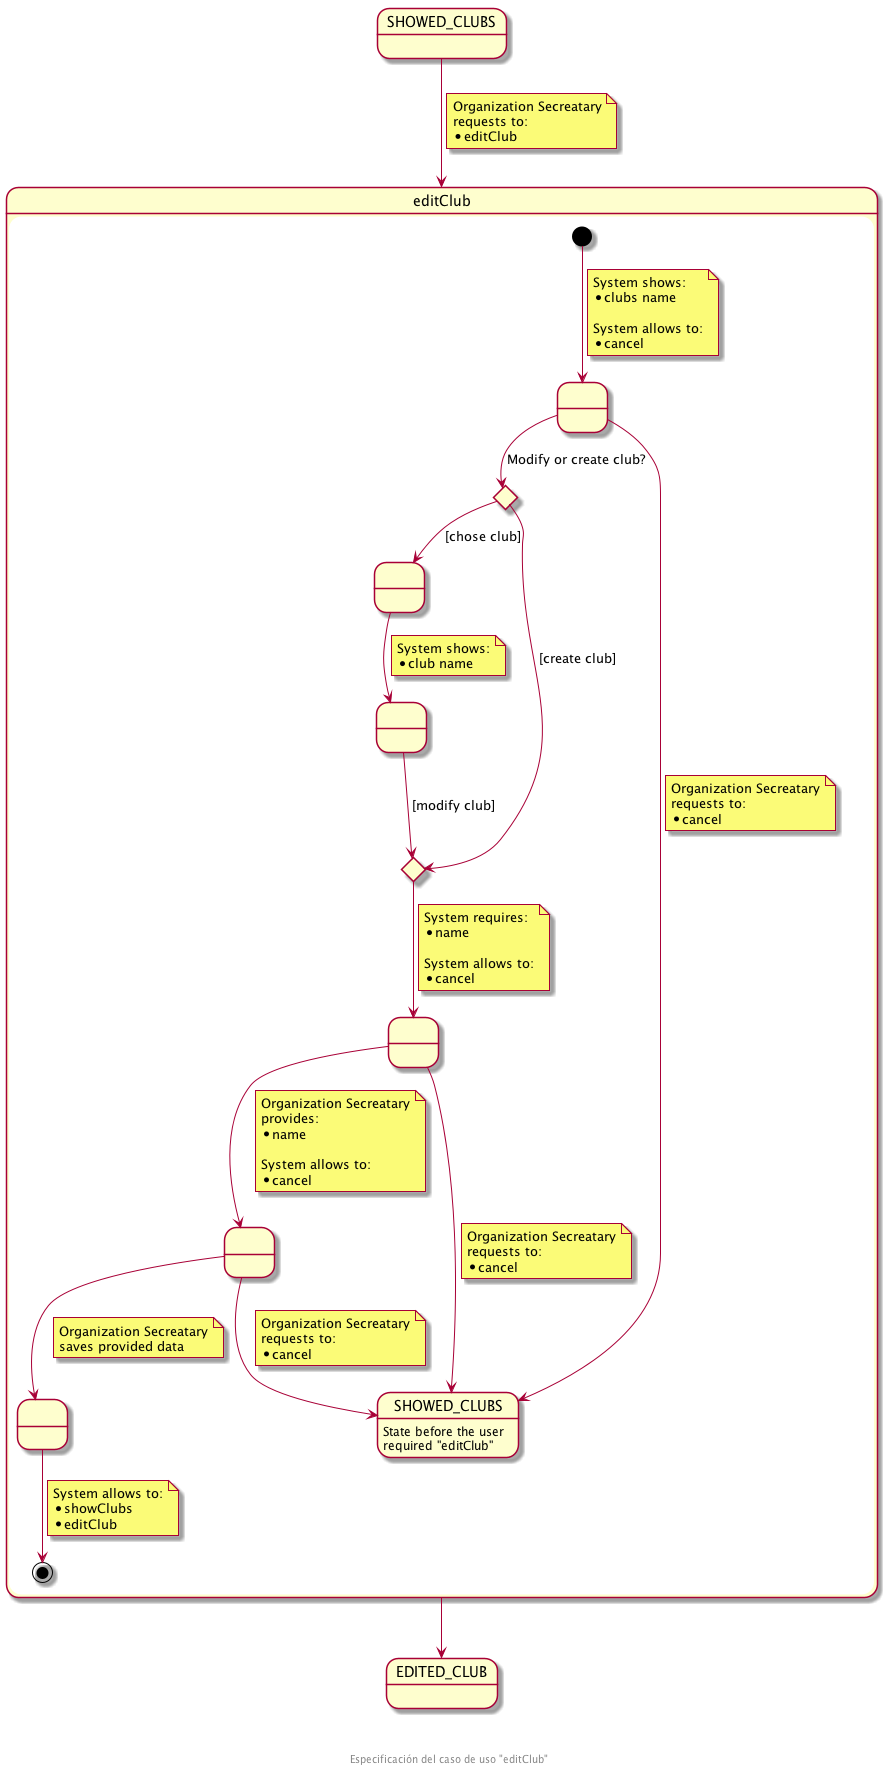 SHOWED_CLUBS
Organization Secreatary
requests to:
• editClub
editClub
System shows:
• clubs name
System allows to:
• cancel
Modify or create club?
[chose club]
System shows:
• club name
[create club]
[modify club]
Organization Secreatary
requests to:
• cancel
System requires:
• name
System allows to:
• cancel
Organization Secreatary
provides:
• name
System allows to:
• cancel
Organization Secreatary
requests to:
• cancel
Organization Secreatary
saves provided data
Organization Secreatary
requests to:
• cancel
SHOWED_CLUBS
State before the user
required "editClub"
System allows to:
• showClubs
• editClub
EDITED_CLUB
Especificación del caso de uso "editClub"